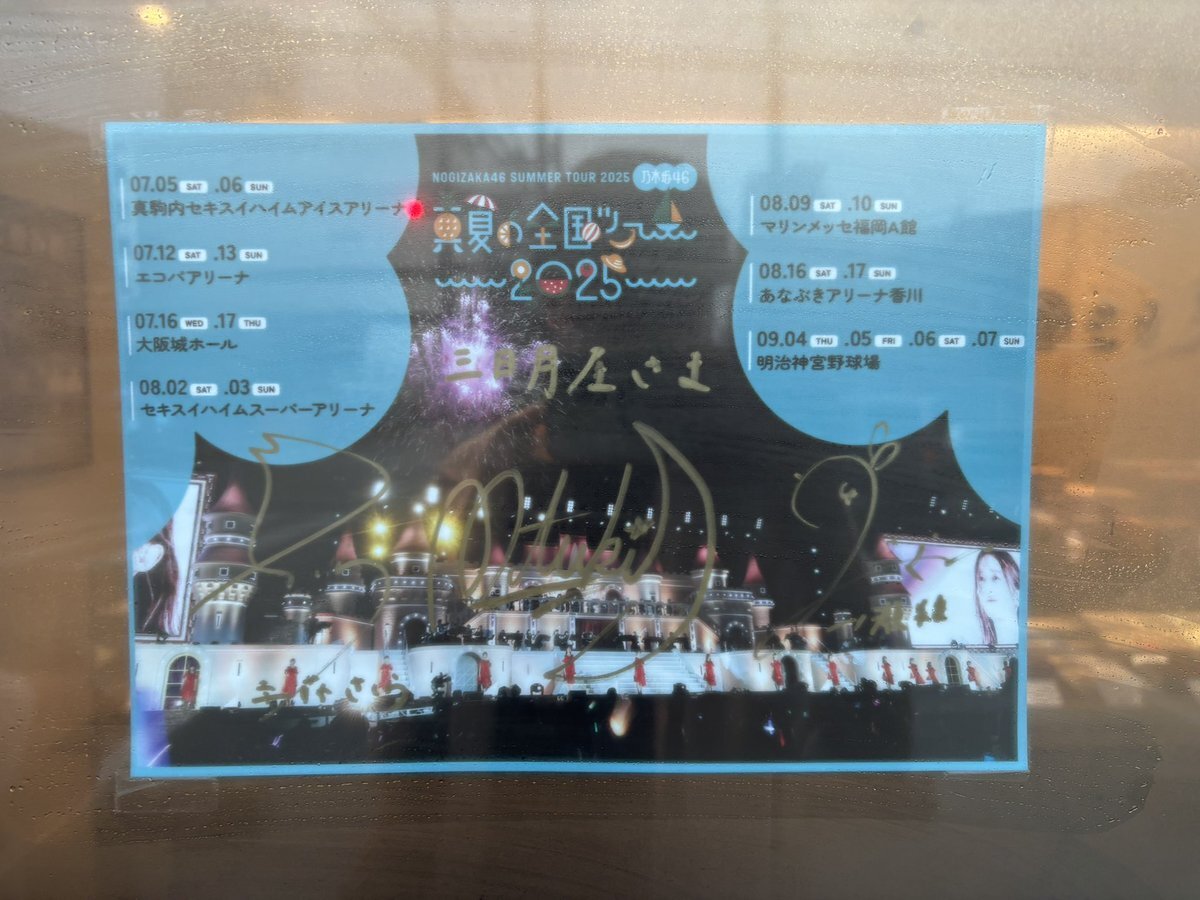 NOGIZAKA46 SUMMER TOUR 2025 乃木坂46
真夏の全国ツアー
2025
07.05 SAT .06 SUN
真駒内セキスイハイムアイスアリーナ
07.12 SAT .13 SUN
エコパアリーナ
07.16 WED .17 THU
大阪城ホール
08.02 SAT .03 SUN
セキスイハイムスーパーアリーナ
08.09 SAT .10 SUN
マリンメッセ福岡A館
08.16 SAT .17 SUN
あなぶきアリーナ香川
09.04 THU .05 FRI .06 SAT .07 SUN
明治神宮野球場
三日月庄さま